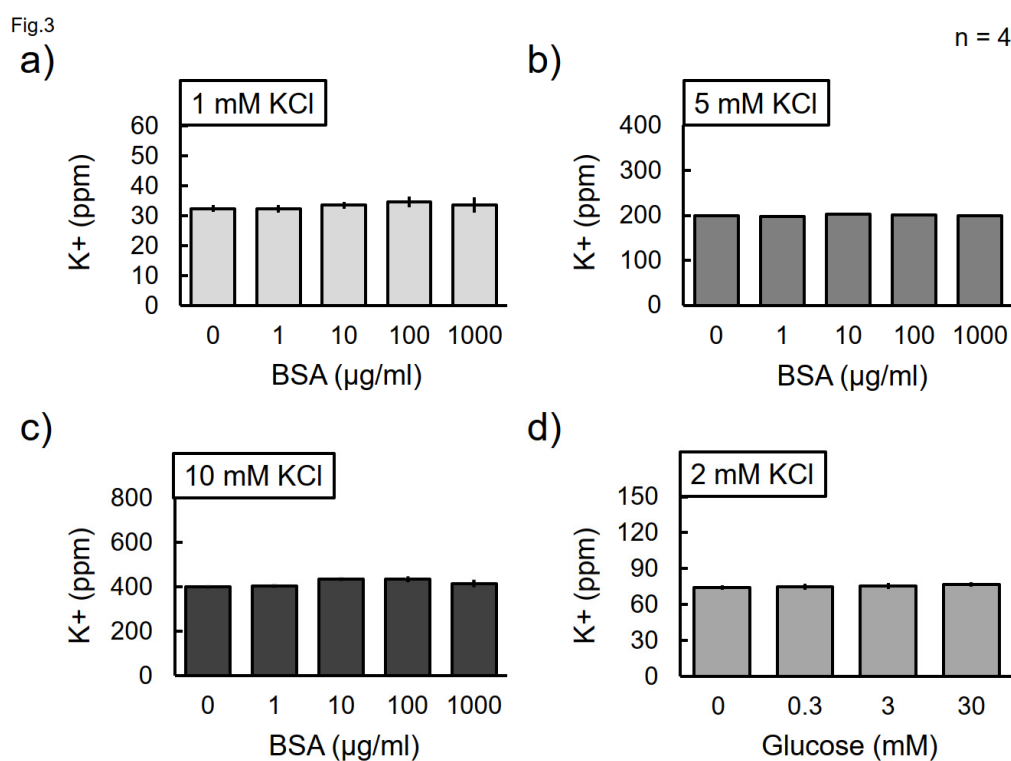 Fig.3
n = 4
a)
1 mM KCl
60
50
40
30
20
10
0
K+ (ppm)
0 1 10 100 1000
BSA (µg/ml)
b)
5 mM KCl
400
300
200
100
0
K+ (ppm)
0 1 10 100 1000
BSA (µg/ml)
c)
10 mM KCl
800
600
400
200
0
K+ (ppm)
0 1 10 100 1000
BSA (µg/ml)
d)
2 mM KCl
150
120
90
60
30
0
K+ (ppm)
0 0.3 3 30
Glucose (mM)